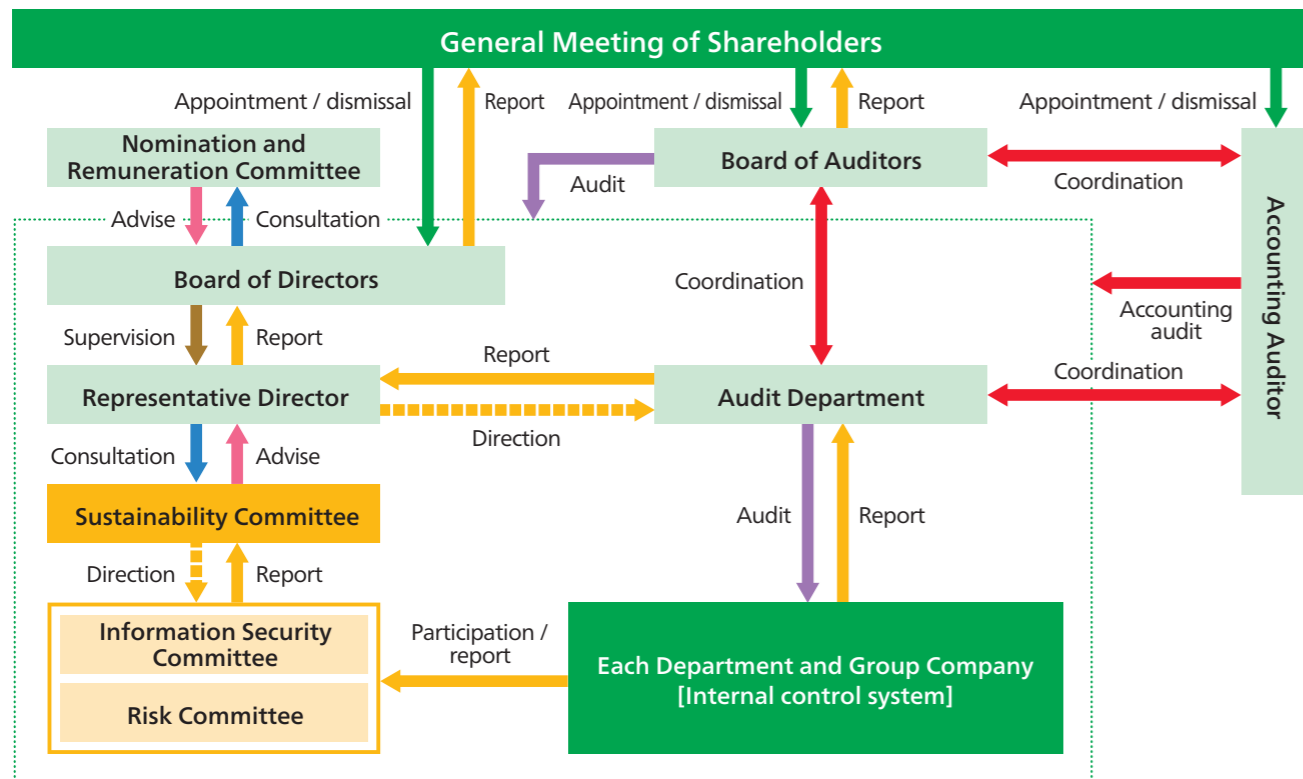 General Meeting of Shareholders
Appointment / dismissal
Report
Appointment / dismissal
Report
Appointment / dismissal
Nomination and
Remuneration Committee
Board of Auditors
Audit
Coordination
Accounting Auditor
Advise
Consultation
Board of Directors
Coordination
Accounting
audit
Supervision
Report
Report
Representative Director
Audit Department
Coordination
Direction
Consultation
Advise
Sustainability Committee
Audit
Report
Direction
Report
Information Security
Committee
Risk Committee
Participation /
report
Each Department and Group Company
[Internal control system]